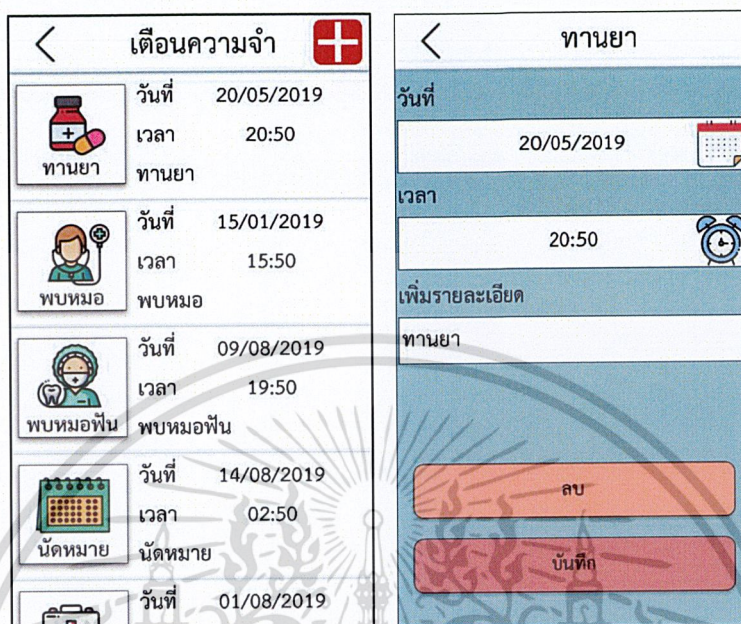 เตือนความจำ
วันที่ 20/05/2019
เวลา 20:50
ทานยา
ทานยา
วันที่ 15/01/2019
เวลา 15:50
พบหมอ
พบหมอ
วันที่ 09/08/2019
เวลา 19:50
พบหมอฟัน
พบหมอฟัน
วันที่ 14/08/2019
เวลา 02:50
นัดหมาย
นัดหมาย
วันที่ 01/08/2019
ทานยา
วันที่
20/05/2019
เวลา
20:50
เพิ่มรายละเอียด
ทานยา
ลบ
บันทึก